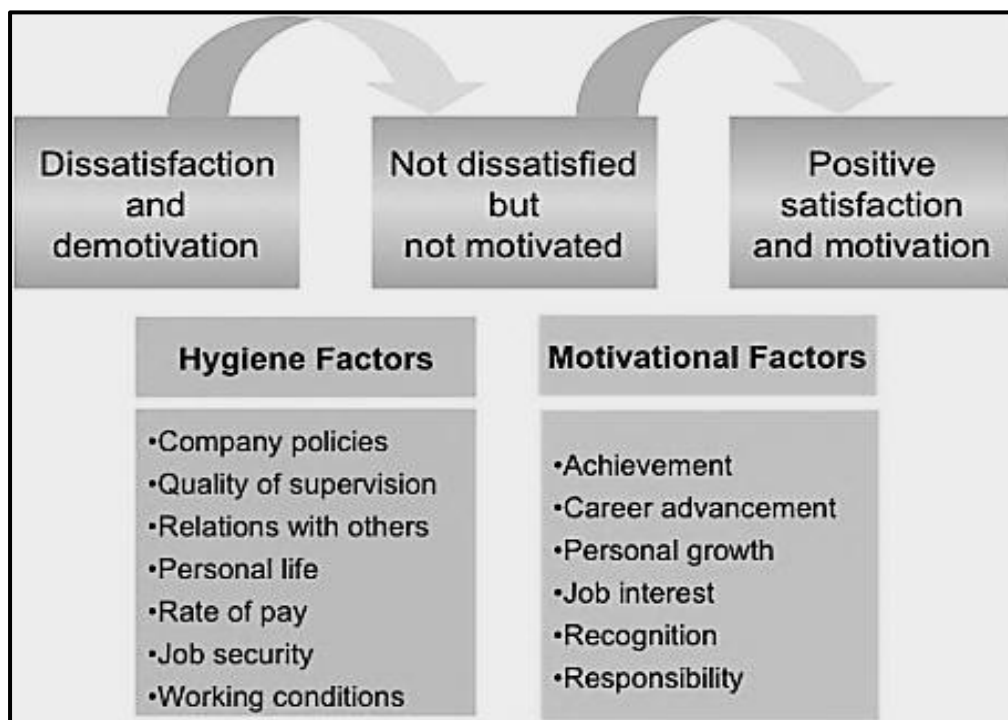 Dissatisfaction
and
demotivation
Not dissatisfied
but
not motivated
Positive
satisfaction
and motivation
Hygiene Factors
•Company policies
•Quality of supervision
•Relations with others
•Personal life
•Rate of pay
•Job security
•Working conditions
Motivational Factors
•Achievement
•Career advancement
•Personal growth
•Job interest
•Recognition
•Responsibility